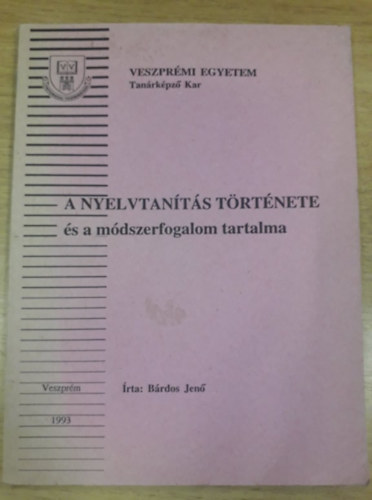 VESZPRÉMI EGYETEM
Tanárképző Kar
A NYELVTANÍTÁS TÖRTÉNETE
és a módszerfogalom tartalma
Veszprém
Írta: Bárdos Jenő
1993